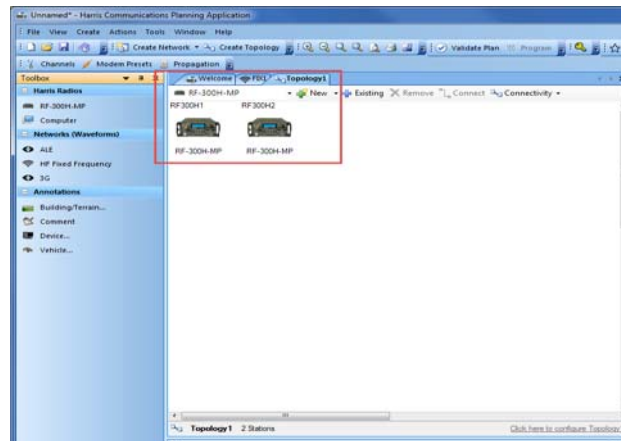 Unnamed* - Harris Communications Planning Application
File View Create Actions Tools Window Help
Create Network Create Topology Validate Plan Program
Channels Modem Presets Propagation
Toolbox
Welcome FIX1 Topology1
Harris Radios
RF-300H-MP New Existing Remove Connect Connectivity
RF-300H-MP
RF300H1 RF300H2
Computer
Networks (Waveforms)
ALE
RF-300H-MP RF-300H-MP
HF Fixed Frequency
3G
Annotations
Building/Terrain...
Comment
Device...
Vehicle...
Topology1 2 Stations Click here to configure Topology